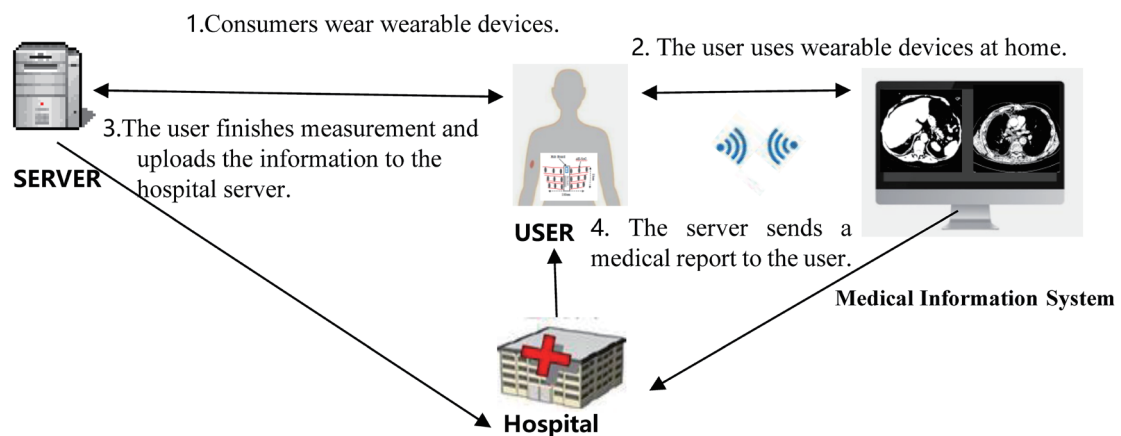 1.Consumers wear wearable devices.
2. The user uses wearable devices at home.
3.The user finishes measurement and
uploads the information to the
hospital server.
SERVER
USER
4. The server sends a
medical report to the user.
Medical Information System
Hospital